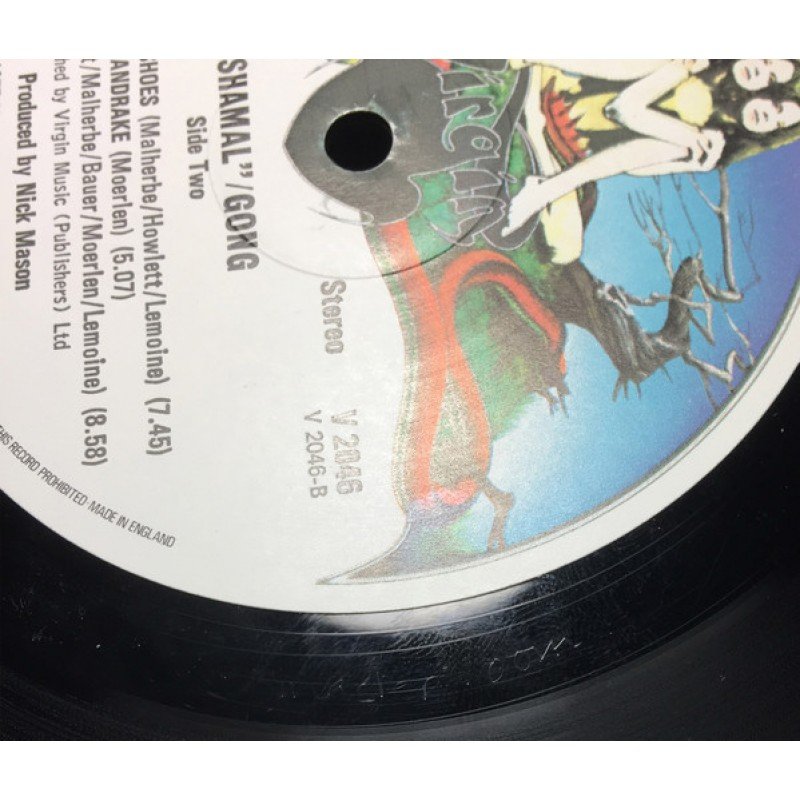 Virgin
SHAMAL"/GONG
Side Two
Stereo
V 2046
V 2046-B
SHOES (Malherbe/Howlett/Lemoine) (7.45)
ANDRAKE (Moerlen) (5.07)
/Malherbe/Bauer/Moerlen/Lemoine) (8.58)
hed by Virgin Music (Publishers) Ltd
Produced by Nick Mason
THIS RECORD PROHIBITED·MADE IN ENGLAND